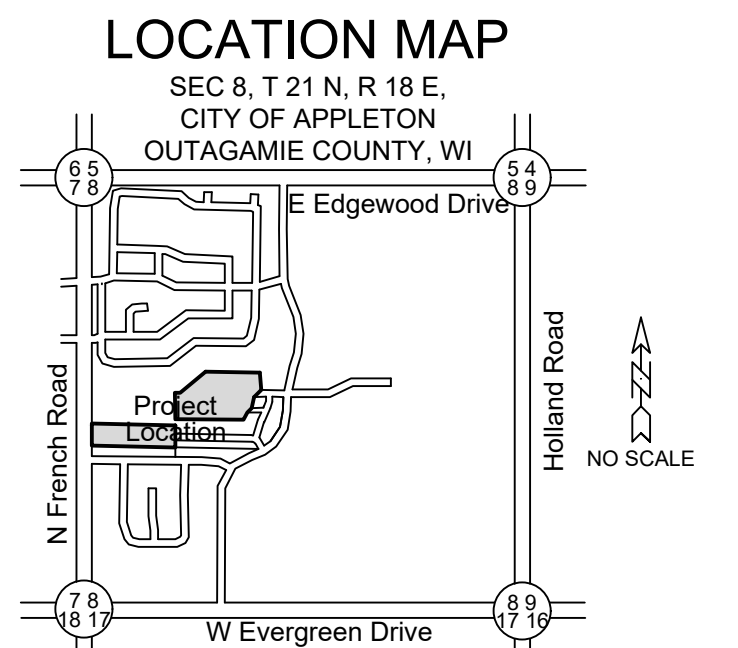 LOCATION MAP
SEC 8, T 21 N, R 18 E,
CITY OF APPLETON
OUTAGAMIE COUNTY, WI
6 5
7 8
5 4
8 9
E Edgewood Drive
N French Road
Project
Location
Holland Road
N
NO SCALE
7 8
18 17
8 9
17 16
W Evergreen Drive